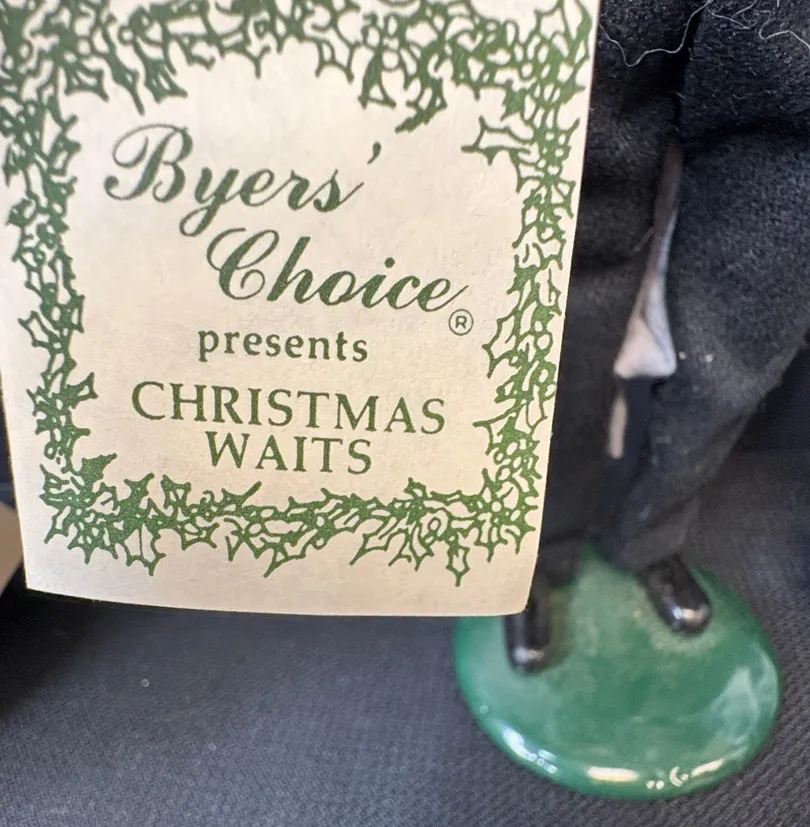 Byers'
Choice®
presents
CHRISTMAS
WAITS